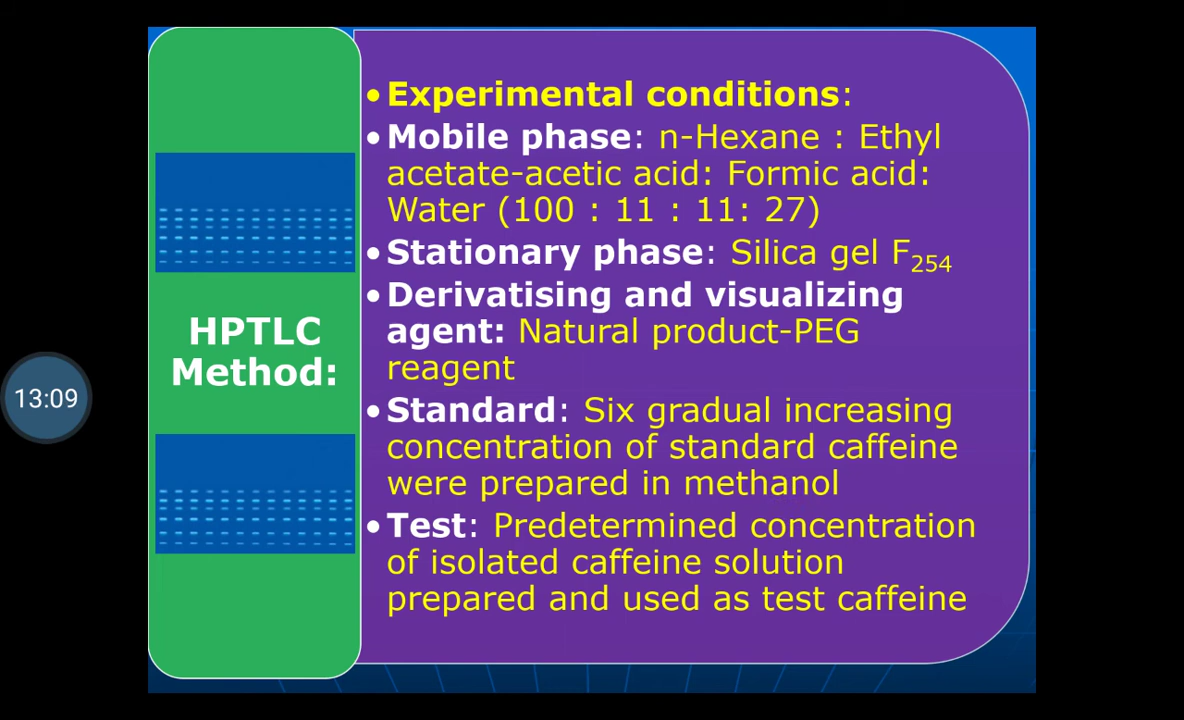 13:09
HPTLC
Method:
•Experimental conditions:
•Mobile phase: n-Hexane : Ethyl
acetate-acetic acid: Formic acid:
Water (100 : 11 : 11: 27)
•Stationary phase: Silica gel F254
•Derivatising and visualizing
agent: Natural product-PEG
reagent
•Standard: Six gradual increasing
concentration of standard caffeine
were prepared in methanol
•Test: Predetermined concentration
of isolated caffeine solution
prepared and used as test caffeine